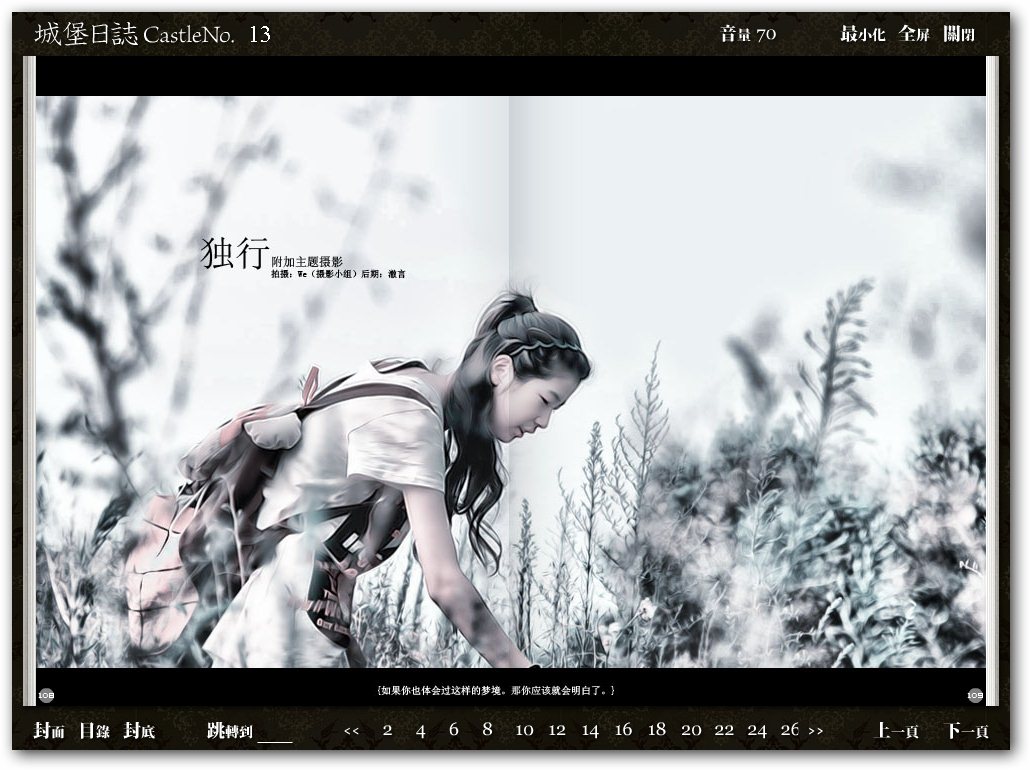 城堡日誌 CastleNo. 13
音量 70 最小化 全屏 關閉
独行
附加主题摄影
拍摄：We（摄影小组）后期：澈言
{如果你也体会过这样的梦境。那你应该就会明白了。}
108
109
封面 目錄 封底 跳轉到 << 2 4 6 8 10 12 14 16 18 20 22 24 26 >> 上一頁 下一頁